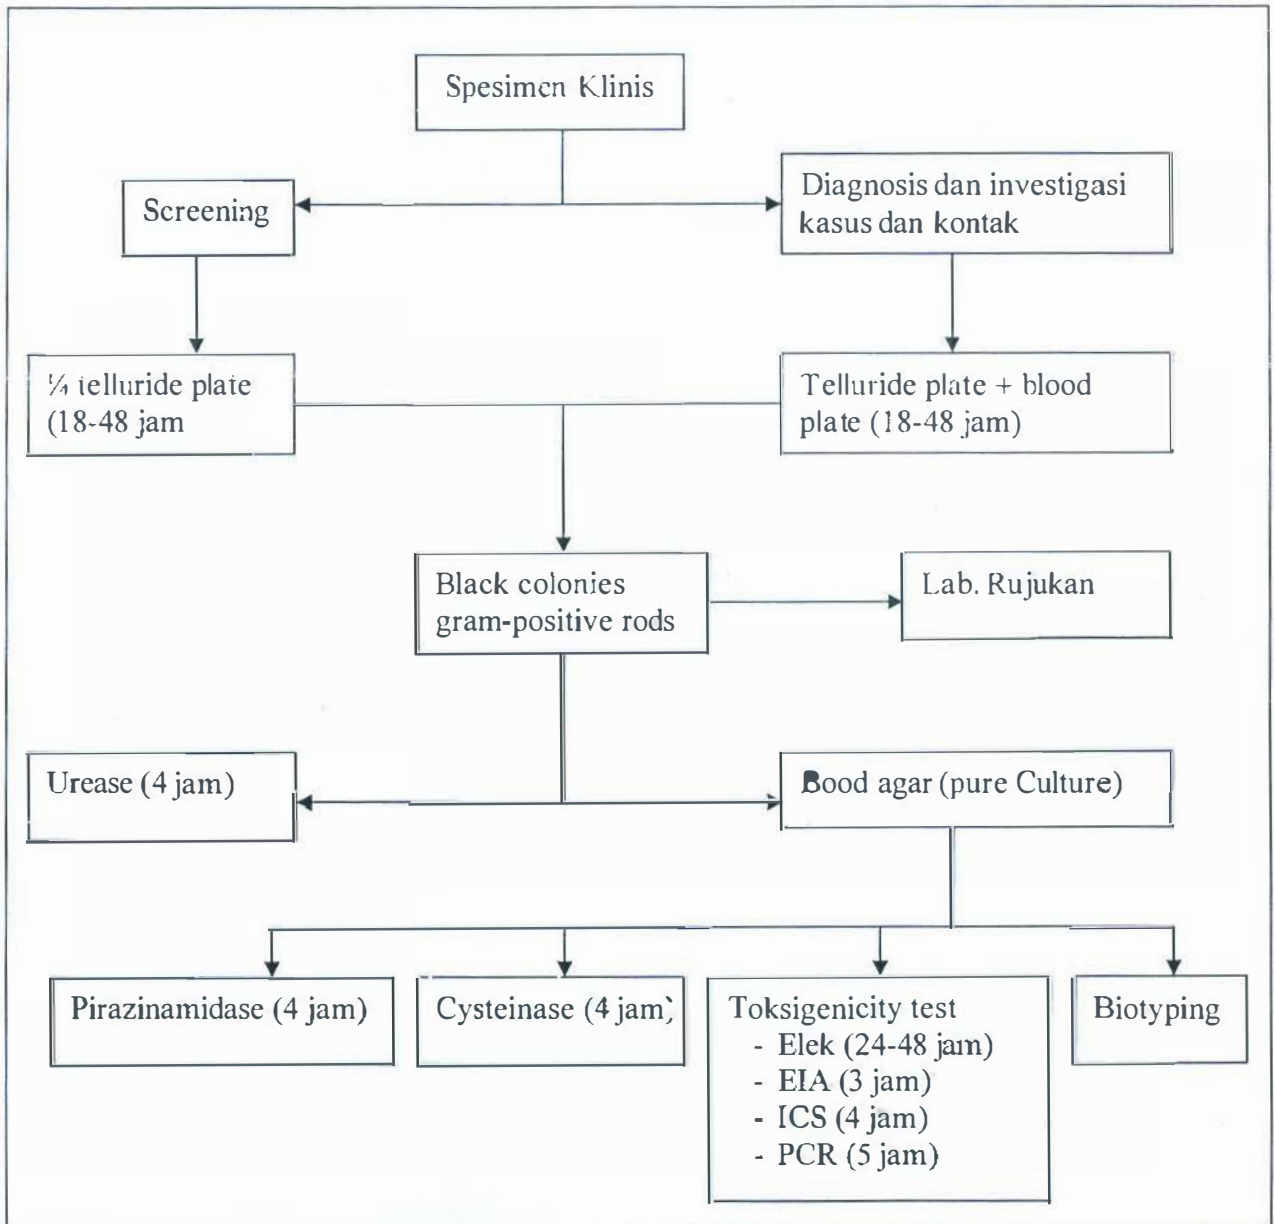 Spesimen Klinis
Screening
Diagnosis dan investigasi
kasus dan kontak
¼ telluride plate
(18-48 jam
Telluride plate + blood
plate (18-48 jam)
Black colonies
gram-positive rods
Lab. Rujukan
Urease (4 jam)
Bood agar (pure Culture)
Pirazinamidase (4 jam)
Cysteinase (4 jam)
Toksigenicity test
- Elek (24-48 jam)
- EIA (3 jam)
- ICS (4 jam)
- PCR (5 jam)
Biotyping